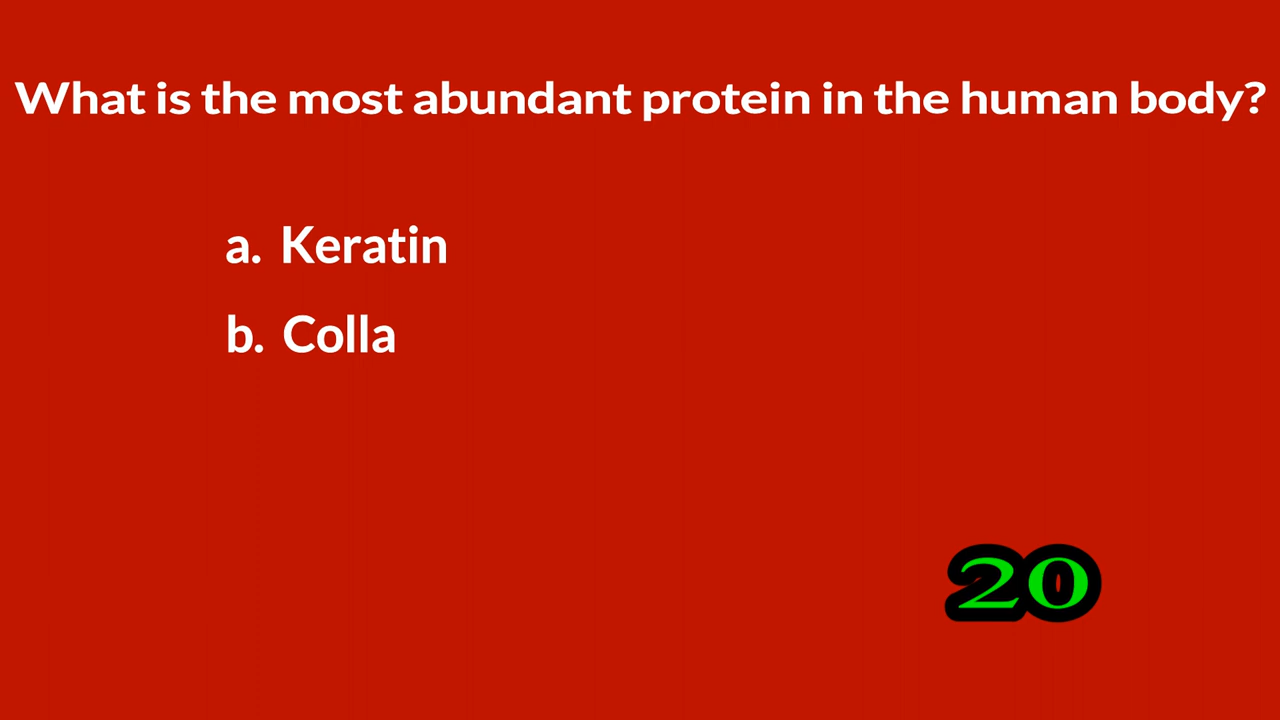 What is the most abundant protein in the human body?
a. Keratin
b. Colla
20